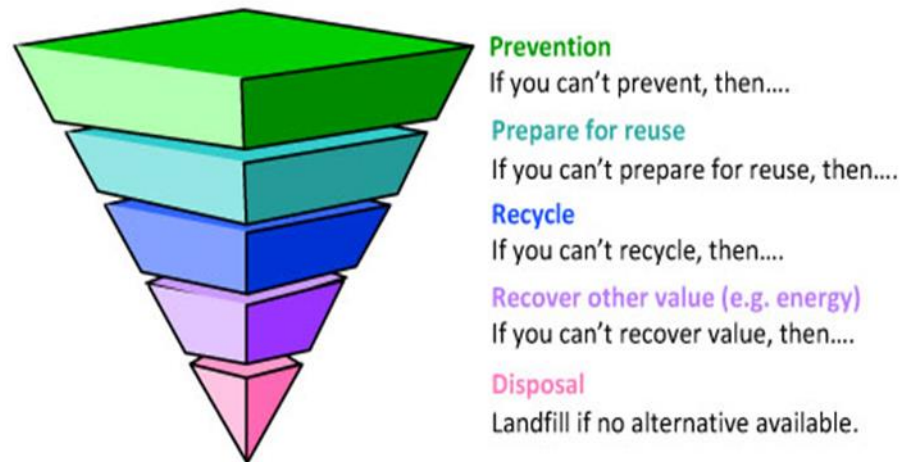 Prevention
If you can’t prevent, then....
Prepare for reuse
If you can’t prepare for reuse, then....
Recycle
If you can’t recycle, then....
Recover other value (e.g. energy)
If you can’t recover value, then....
Disposal
Landfill if no alternative available.